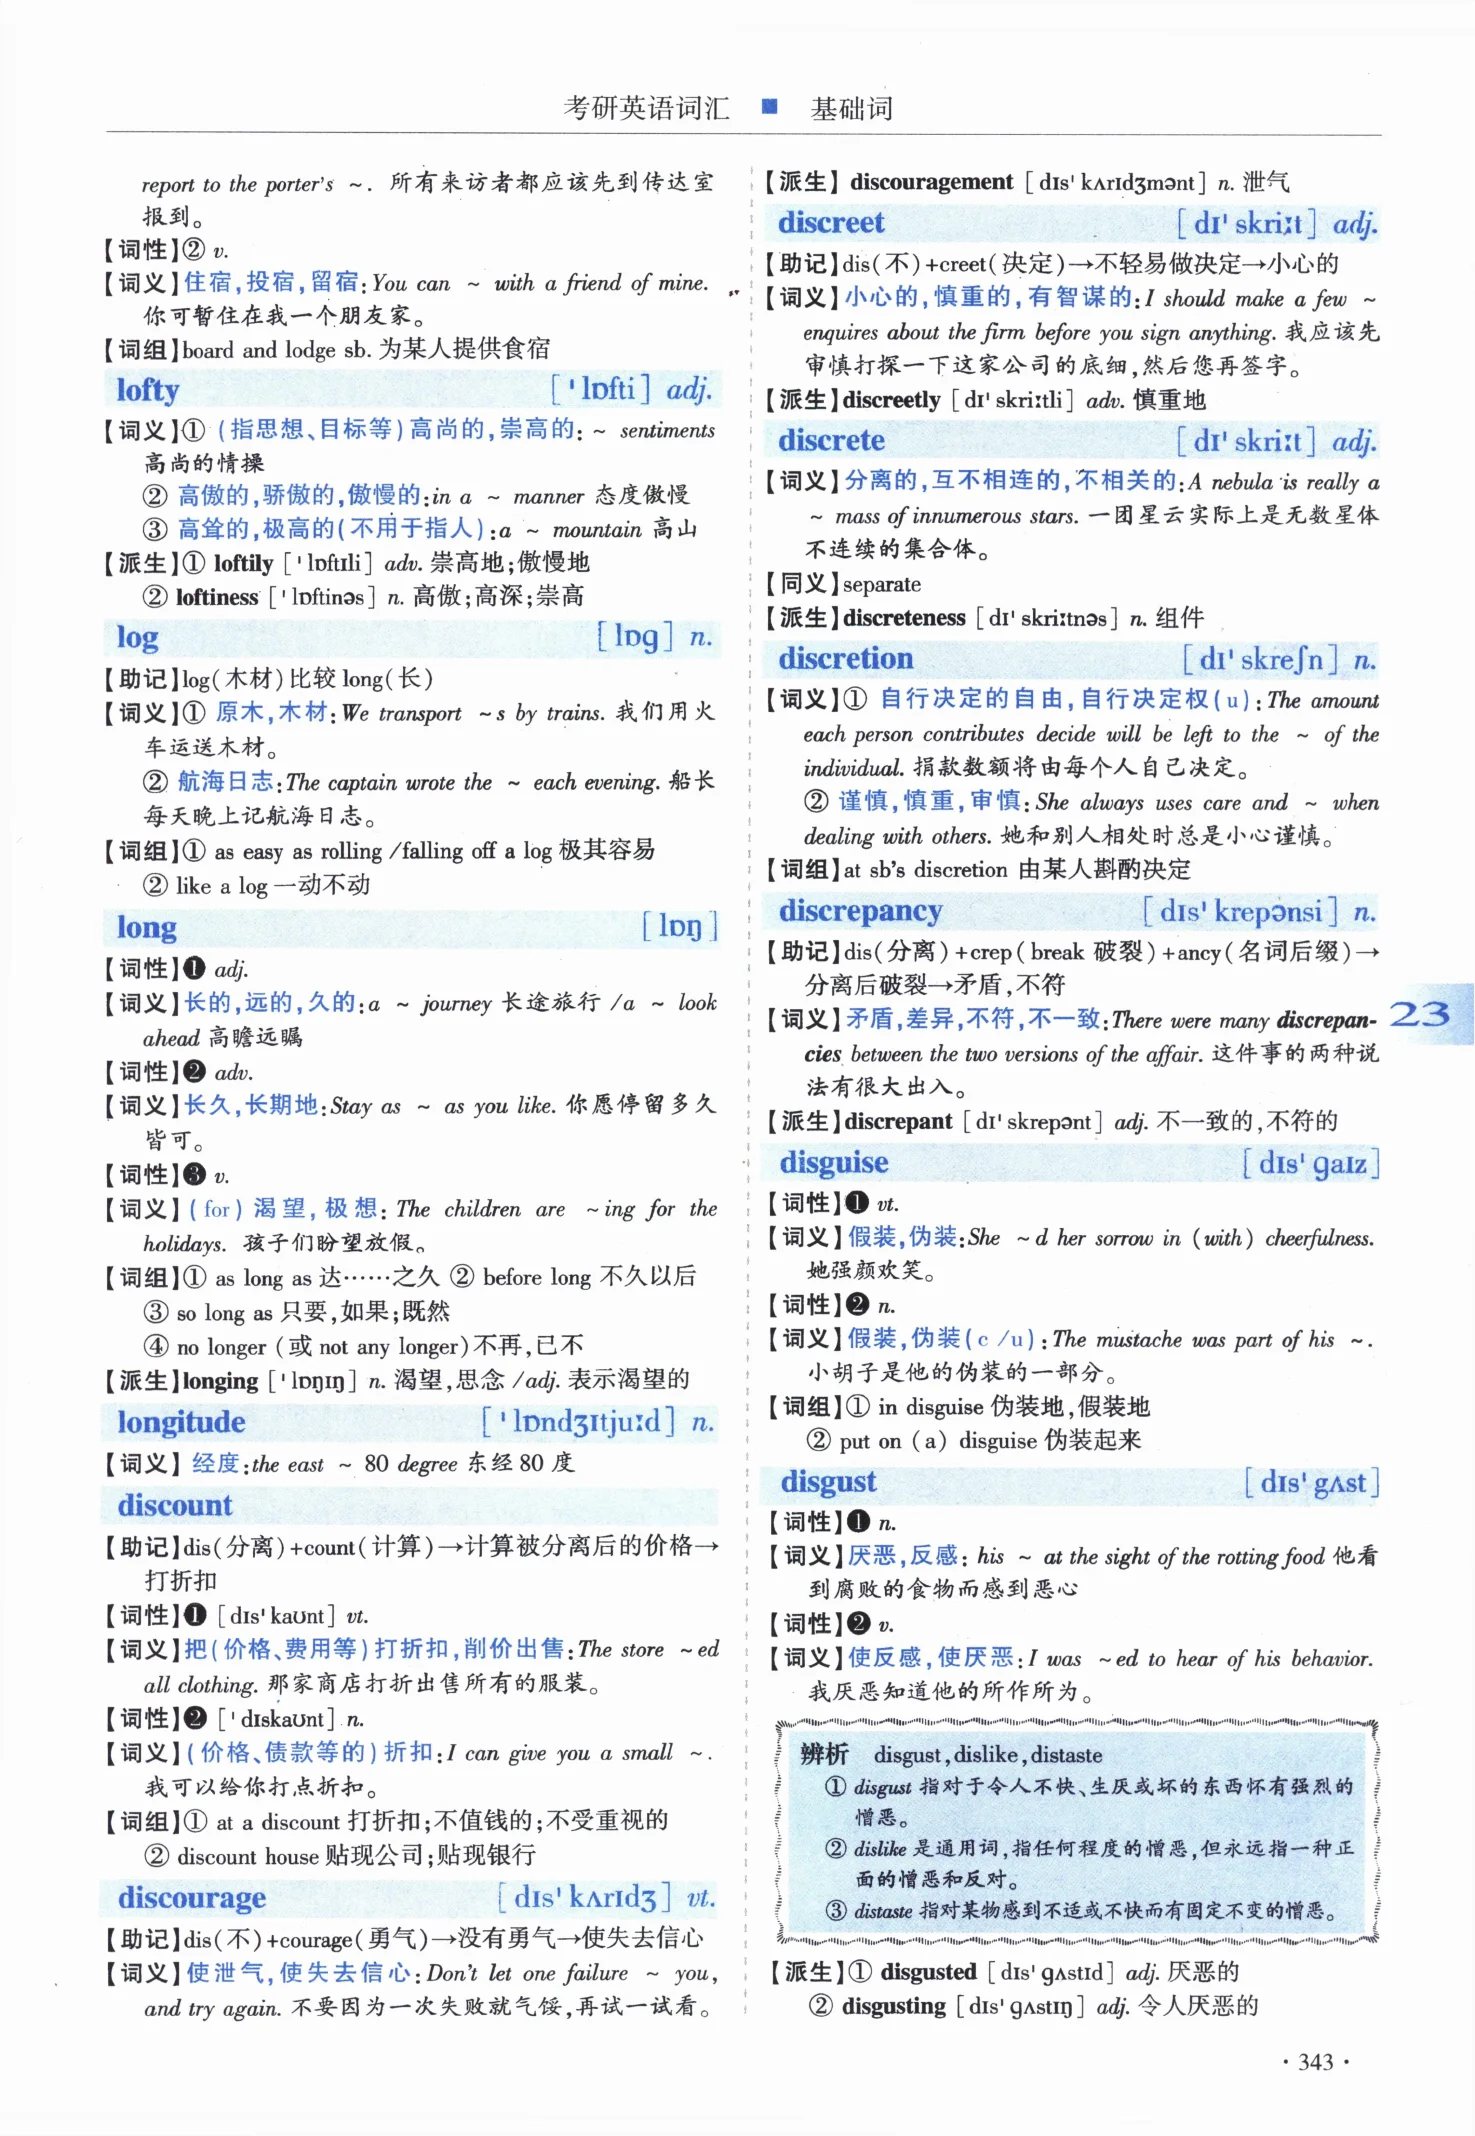 考研英语词汇 ■ 基础词
report to the porter's ~. 所有来访者都应该先到传达室
报到。
【词性】② v.
【词义】住宿,投宿,留宿:You can ~ with a friend of mine.
你可暂住在我一个朋友家。
【词组】board and lodge sb. 为某人提供食宿
lofty [ˈlɒfti] adj.
【词义】① (指思想、目标等)高尚的,崇高的: ~ sentiments
高尚的情操
② 高傲的,骄傲的,傲慢的:in a ~ manner 态度傲慢
③ 高耸的,极高的(不用于指人):a ~ mountain 高山
【派生】① loftily [ˈlɒftɪli] adv. 崇高地;傲慢地
② loftiness [ˈlɒftinəs] n. 高傲;高深;崇高
log [lɒɡ] n.
【助记】log(木材)比较 long(长)
【词义】① 原木,木材:We transport ~s by trains. 我们用火
车运送木材。
② 航海日志:The captain wrote the ~ each evening. 船长
每天晚上记航海日志。
【词组】① as easy as rolling /falling off a log 极其容易
② like a log 一动不动
long [lɒŋ]
【词性】❶ adj.
【词义】长的,远的,久的:a ~ journey 长途旅行 /a ~ look
ahead 高瞻远瞩
【词性】❷ adv.
【词义】长久,长期地:Stay as ~ as you like. 你愿停留多久
皆可。
【词性】❸ v.
【词义】(for) 渴望,极想: The children are ~ing for the
holidays. 孩子们盼望放假。
【词组】① as long as 达……之久 ② before long 不久以后
③ so long as 只要,如果;既然
④ no longer (或 not any longer)不再,已不
【派生】longing [ˈlɒŋɪŋ] n. 渴望,思念 /adj. 表示渴望的
longitude [ˈlɒndʒɪtjuːd] n.
【词义】 经度:the east ~ 80 degree 东经 80 度
discount
【助记】dis(分离)+count(计算)→计算被分离后的价格→
打折扣
【词性】❶ [dɪsˈkaʊnt] vt.
【词义】把(价格、费用等)打折扣,削价出售:The store ~ed
all clothing. 那家商店打折出售所有的服装。
【词性】❷ [ˈdɪskaʊnt] n.
【词义】(价格、债款等的)折扣:I can give you a small ~.
我可以给你打点折扣。
【词组】① at a discount 打折扣;不值钱的;不受重视的
② discount house 贴现公司;贴现银行
discourage [dɪsˈkʌrɪdʒ] vt.
【助记】dis(不)+courage(勇气)→没有勇气→使失去信心
【词义】使泄气,使失去信心:Don't let one failure ~ you,
and try again. 不要因为一次失败就气馁,再试一试看。
【派生】discouragement [dɪsˈkʌrɪdʒmənt] n. 泄气
discreet [dɪˈskriːt] adj.
【助记】dis(不)+creet(决定)→不轻易做决定→小心的
【词义】小心的,慎重的,有智谋的:I should make a few ~
enquires about the firm before you sign anything. 我应该先
审慎打探一下这家公司的底细,然后您再签字。
【派生】discreetly [dɪˈskriːtli] adv. 慎重地
discrete [dɪˈskriːt] adj.
【词义】分离的,互不相连的,不相关的:A nebula is really a
~ mass of innumerous stars. 一团星云实际上是无数星体
不连续的集合体。
【同义】separate
【派生】discreteness [dɪˈskriːtnəs] n. 组件
discretion [dɪˈskreʃn] n.
【词义】① 自行决定的自由,自行决定权(u):The amount
each person contributes decide will be left to the ~ of the
individual. 捐款数额将由每个人自己决定。
② 谨慎,慎重,审慎:She always uses care and ~ when
dealing with others. 她和别人相处时总是小心谨慎。
【词组】at sb's discretion 由某人斟酌决定
discrepancy [dɪsˈkrepənsi] n.
【助记】dis(分离)+crep(break 破裂)+ancy(名词后缀)→
分离后破裂→矛盾,不符
【词义】矛盾,差异,不符,不一致:There were many discrepan-
cies between the two versions of the affair. 这件事的两种说
法有很大出入。
【派生】discrepant [dɪˈskrepənt] adj. 不一致的,不符的
disguise [dɪsˈɡaɪz]
【词性】❶ vt.
【词义】假装,伪装:She ~d her sorrow in (with) cheerfulness.
她强颜欢笑。
【词性】❷ n.
【词义】假装,伪装(c /u):The mustache was part of his ~.
小胡子是他的伪装的一部分。
【词组】① in disguise 伪装地,假装地
② put on (a) disguise 伪装起来
disgust [dɪsˈɡʌst]
【词性】❶ n.
【词义】厌恶,反感: his ~ at the sight of the rotting food 他看
到腐败的食物而感到恶心
【词性】❷ v.
【词义】使反感,使厌恶:I was ~ed to hear of his behavior.
我厌恶知道他的所作所为。
辨析 disgust,dislike,distaste
① disgust 指对于令人不快、生厌或坏的东西怀有强烈的
憎恶。
② dislike 是通用词,指任何程度的憎恶,但永远指一种正
面的憎恶和反对。
③ distaste 指对某物感到不适或不快而有固定不变的憎恶。
【派生】① disgusted [dɪsˈɡʌstɪd] adj. 厌恶的
② disgusting [dɪsˈɡʌstɪŋ] adj. 令人厌恶的
23
· 343 ·